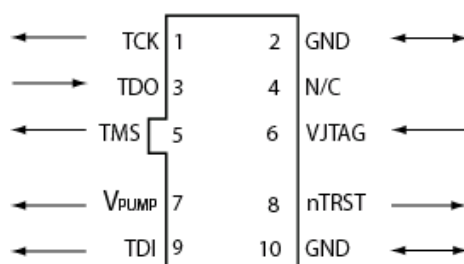 TCK 1 2 GND
TDO 3 4 N/C
TMS 5 6 VJTAG
VPUMP 7 8 nTRST
TDI 9 10 GND